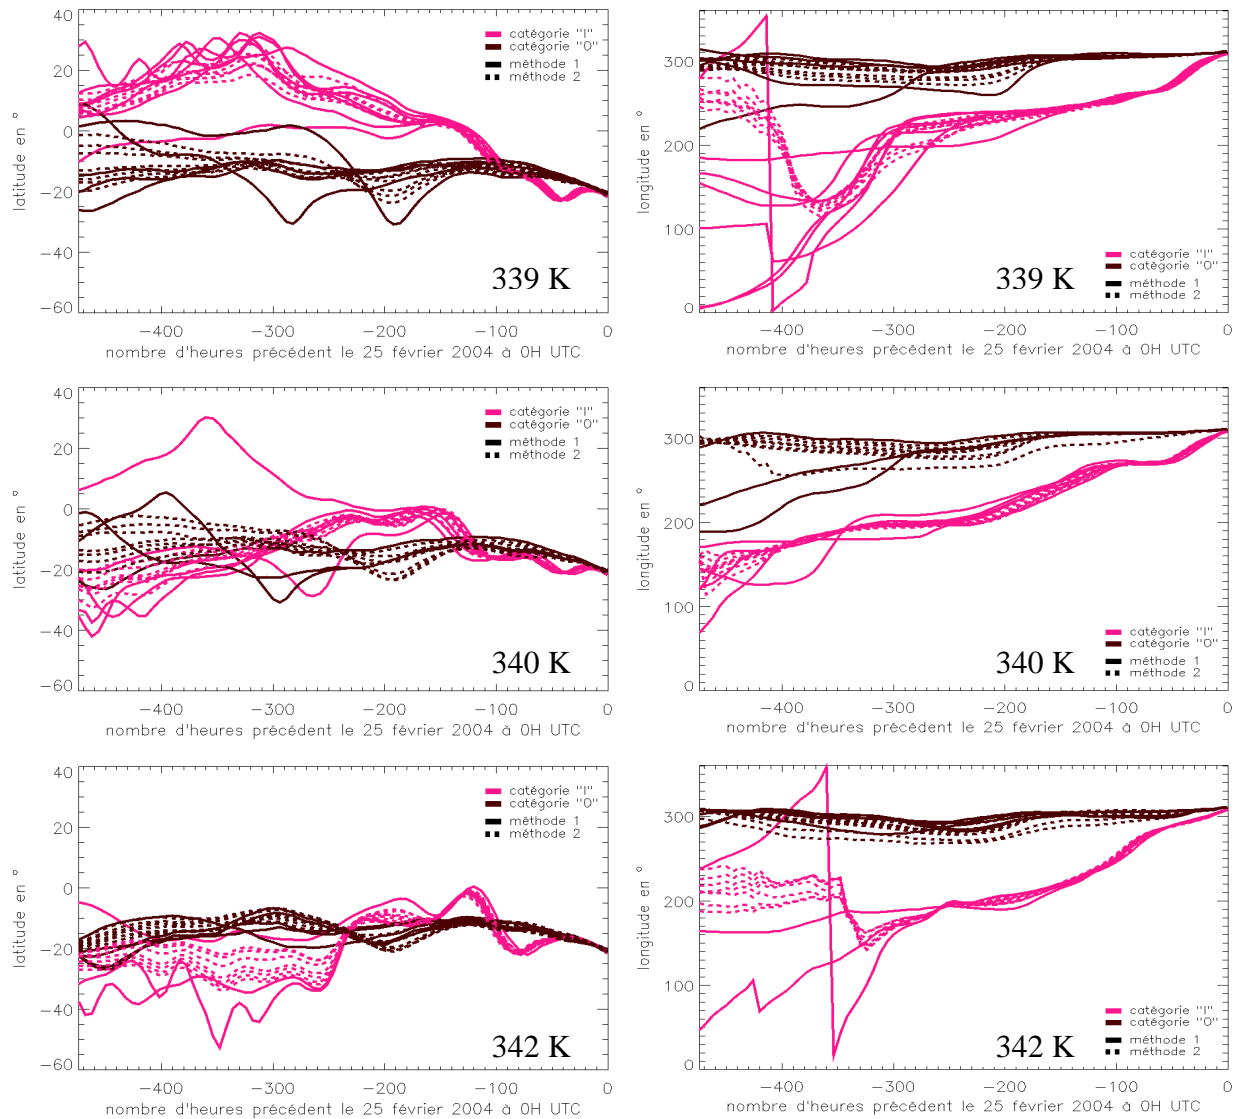 40
20
0
−20
−40
−60
latitude en °
catégorie "I"
catégorie "O"
méthode 1
méthode 2
339 K
−400
−300
−200
−100
0
nombre d'heures précédent le 25 février 2004 à 0H UTC
300
200
100
0
longitude en °
catégorie "I"
catégorie "O"
méthode 1
méthode 2
339 K
−400
−300
−200
−100
0
nombre d'heures précédent le 25 février 2004 à 0H UTC
40
20
0
−20
−40
−60
latitude en °
catégorie "I"
catégorie "O"
méthode 1
méthode 2
340 K
−400
−300
−200
−100
0
nombre d'heures précédent le 25 février 2004 à 0H UTC
300
200
100
0
longitude en °
catégorie "I"
catégorie "O"
méthode 1
méthode 2
340 K
−400
−300
−200
−100
0
nombre d'heures précédent le 25 février 2004 à 0H UTC
40
20
0
−20
−40
−60
latitude en °
catégorie "I"
catégorie "O"
méthode 1
méthode 2
342 K
−400
−300
−200
−100
0
nombre d'heures précédent le 25 février 2004 à 0H UTC
300
200
100
0
longitude en °
catégorie "I"
catégorie "O"
méthode 1
méthode 2
342 K
−400
−300
−200
−100
0
nombre d'heures précédent le 25 février 2004 à 0H UTC